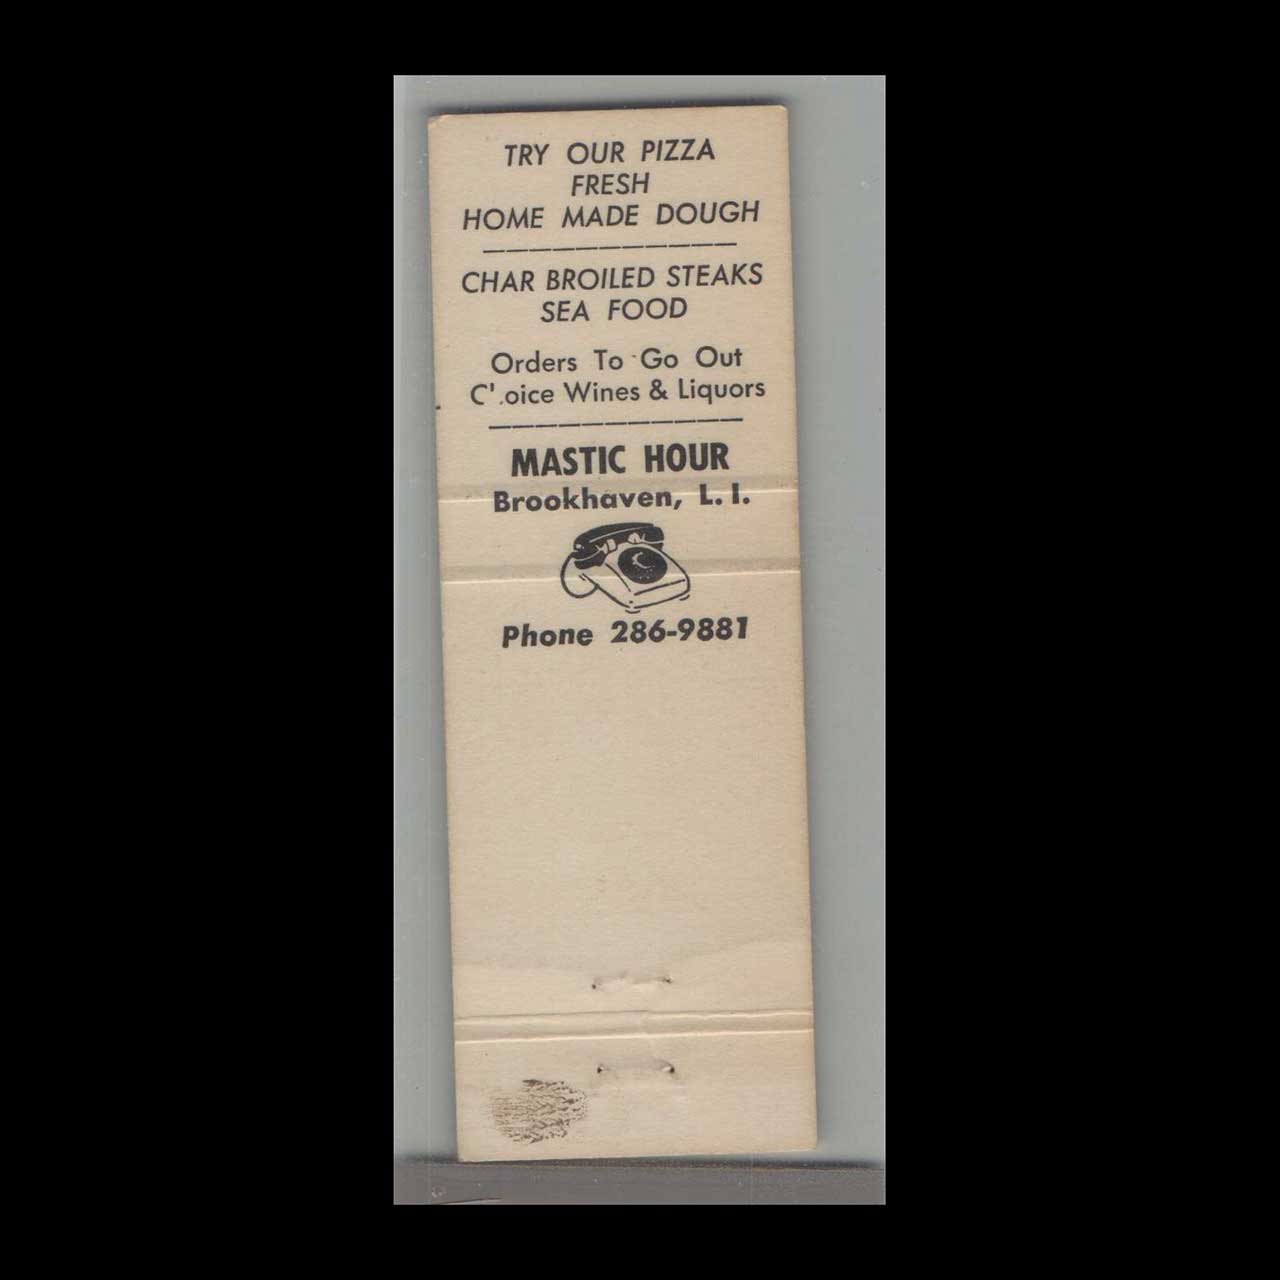 TRY OUR PIZZA
FRESH
HOME MADE DOUGH
CHAR BROILED STEAKS
SEA FOOD
Orders To Go Out
C'.oice Wines & Liquors
MASTIC HOUR
Brookhaven, L. I.
Phone 286-9881